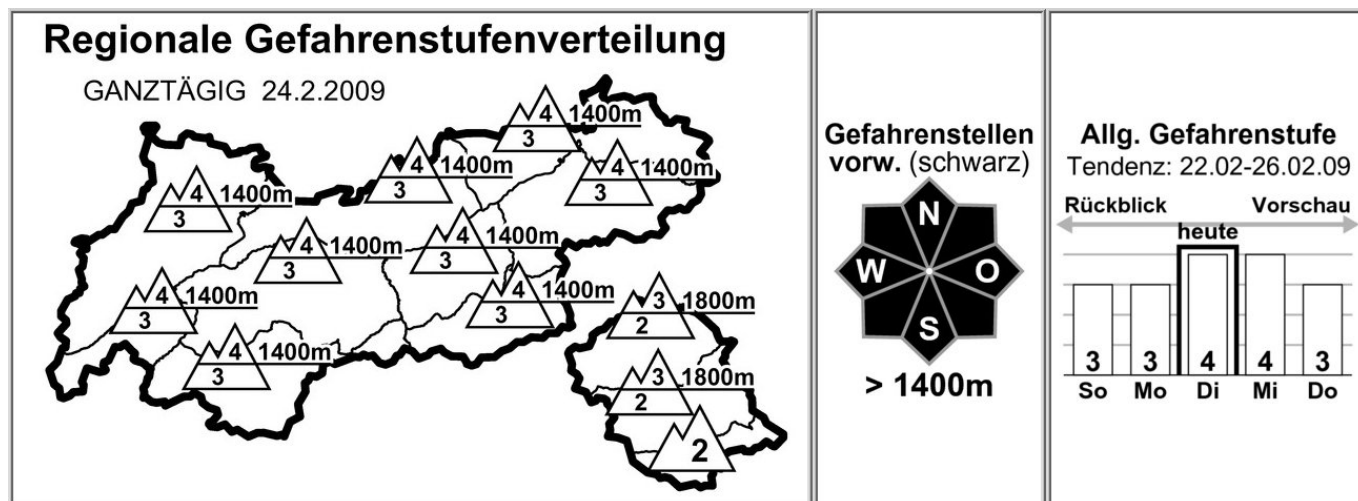 Regionale Gefahrenstufenverteilung
GANZTÄGIG 24.2.2009
4 1400m
3
4 1400m
3
4 1400m
3
4 1400m
3
4 1400m
3
4 1400m
3
4 1400m
3
4 1400m
3
4 1400m
3
3 1800m
2
3 1800m
2
2
Gefahrenstellen
vorw. (schwarz)
N
W O
S
> 1400m
Allg. Gefahrenstufe
Tendenz: 22.02-26.02.09
Rückblick Vorschau
heute
3 3 4 4 3
So Mo Di Mi Do